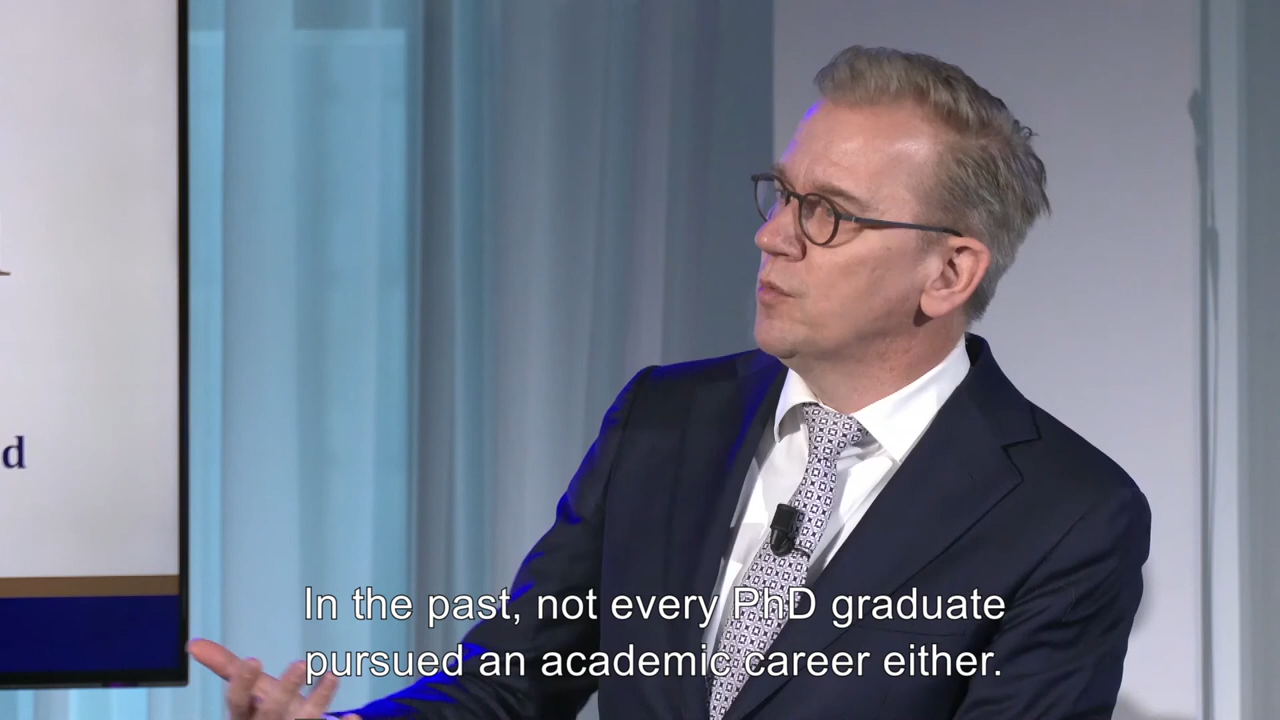 d
In the past, not every PhD graduate
pursued an academic career either.